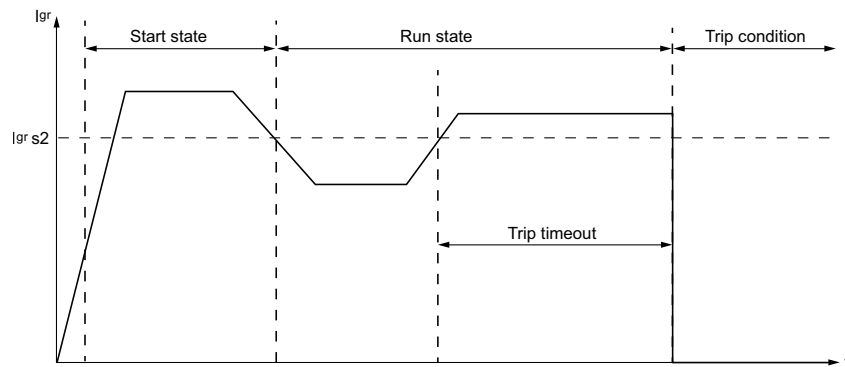 Igr
Start state
Run state
Trip condition
Igr s2
Trip timeout